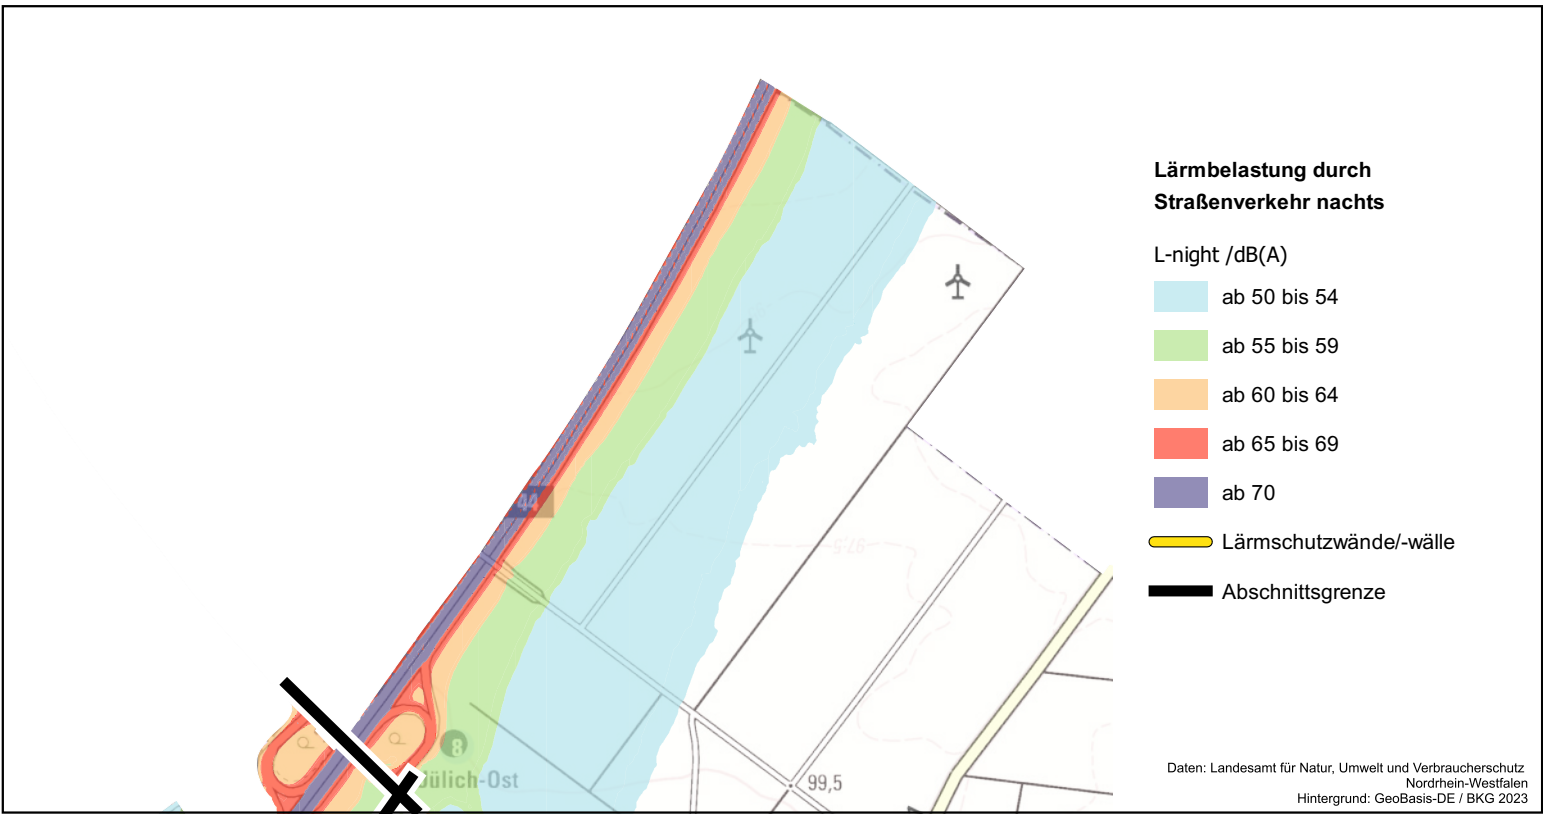 44
97,5
8
Jülich-Ost
99,5
P
P
Lärmbelastung durch
Straßenverkehr nachts
L-night /dB(A)
ab 50 bis 54
ab 55 bis 59
ab 60 bis 64
ab 65 bis 69
ab 70
Lärmschutzwände/-wälle
Abschnittsgrenze
Daten: Landesamt für Natur, Umwelt und Verbraucherschutz
Nordrhein-Westfalen
Hintergrund: GeoBasis-DE / BKG 2023